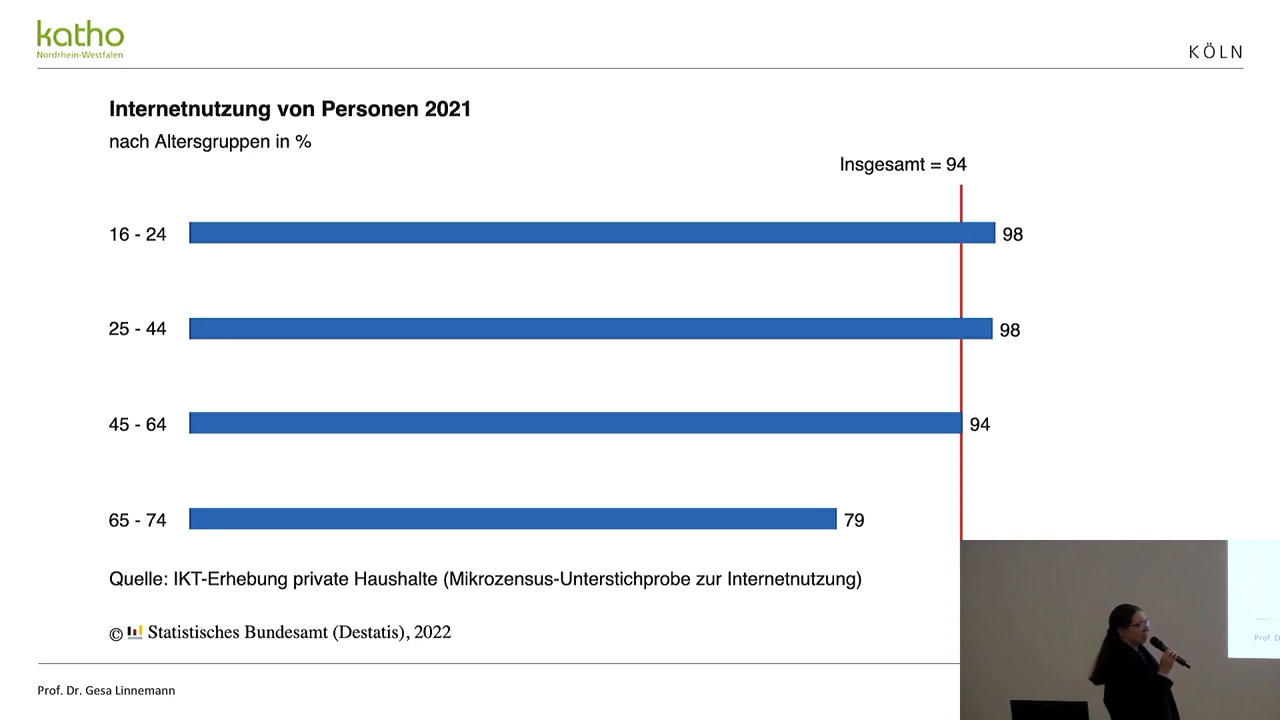 katho
Nordrhein-Westfalen
KÖLN
Internetnutzung von Personen 2021
nach Altersgruppen in %
Insgesamt = 94
16 - 24 98
25 - 44 98
45 - 64 94
65 - 74 79
Quelle: IKT-Erhebung private Haushalte (Mikrozensus-Unterstichprobe zur Internetnutzung)
© Statistisches Bundesamt (Destatis), 2022
Prof. D
Prof. Dr. Gesa Linnemann